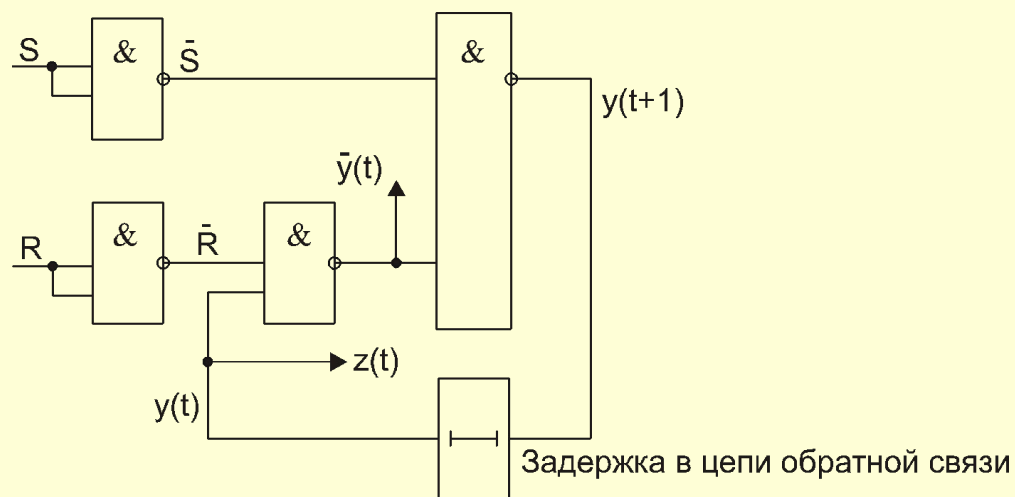 S & S̄ &
y(t+1)
ȳ(t)
R & R̄ &
z(t)
y(t)
Задержка в цепи обратной связи